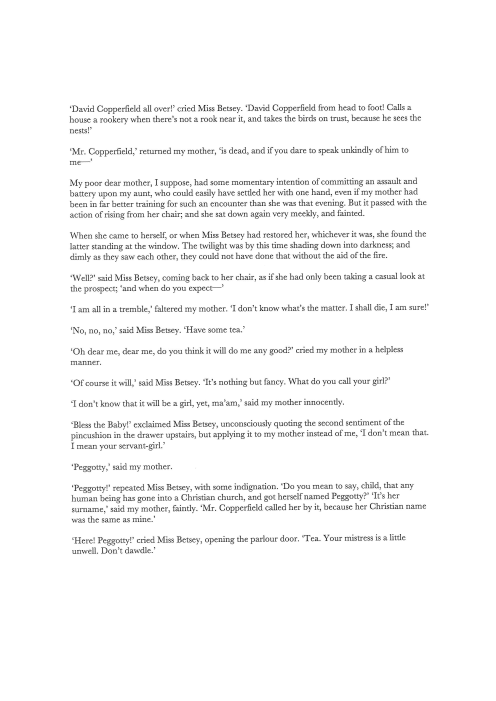 ‘David Copperfield all over!’ cried Miss Betsey. ‘David Copperfield from head to foot! Calls a
house a rookery when there’s not a rook near it, and takes the birds on trust, because he sees the
nests!’
‘Mr. Copperfield,’ returned my mother, ‘is dead, and if you dare to speak unkindly of him to
me—’
My poor dear mother, I suppose, had some momentary intention of committing an assault and
battery upon my aunt, who could easily have settled her with one hand, even if my mother had
been in far better training for such an encounter than she was that evening. But it passed with the
action of rising from her chair; and she sat down again very meekly, and fainted.
When she came to herself, or when Miss Betsey had restored her, whichever it was, she found the
latter standing at the window. The twilight was by this time shading down into darkness; and
dimly as they saw each other, they could not have done that without the aid of the fire.
‘Well?’ said Miss Betsey, coming back to her chair, as if she had only been taking a casual look at
the prospect; ‘and when do you expect—’
‘I am all in a tremble,’ faltered my mother. ‘I don’t know what’s the matter. I shall die, I am sure!’
‘No, no, no,’ said Miss Betsey. ‘Have some tea.’
‘Oh dear me, dear me, do you think it will do me any good?’ cried my mother in a helpless
manner.
‘Of course it will,’ said Miss Betsey. ‘It’s nothing but fancy. What do you call your girl?’
‘I don’t know that it will be a girl, yet, ma’am,’ said my mother innocently.
‘Bless the Baby!’ exclaimed Miss Betsey, unconsciously quoting the second sentiment of the
pincushion in the drawer upstairs, but applying it to my mother instead of me, ‘I don’t mean that.
I mean your servant-girl.’
‘Peggotty,’ said my mother.
‘Peggotty!’ repeated Miss Betsey, with some indignation. ‘Do you mean to say, child, that any
human being has gone into a Christian church, and got herself named Peggotty?’ ‘It’s her
surname,’ said my mother, faintly. ‘Mr. Copperfield called her by it, because her Christian name
was the same as mine.’
‘Here! Peggotty!’ cried Miss Betsey, opening the parlour door. ‘Tea. Your mistress is a little
unwell. Don’t dawdle.’